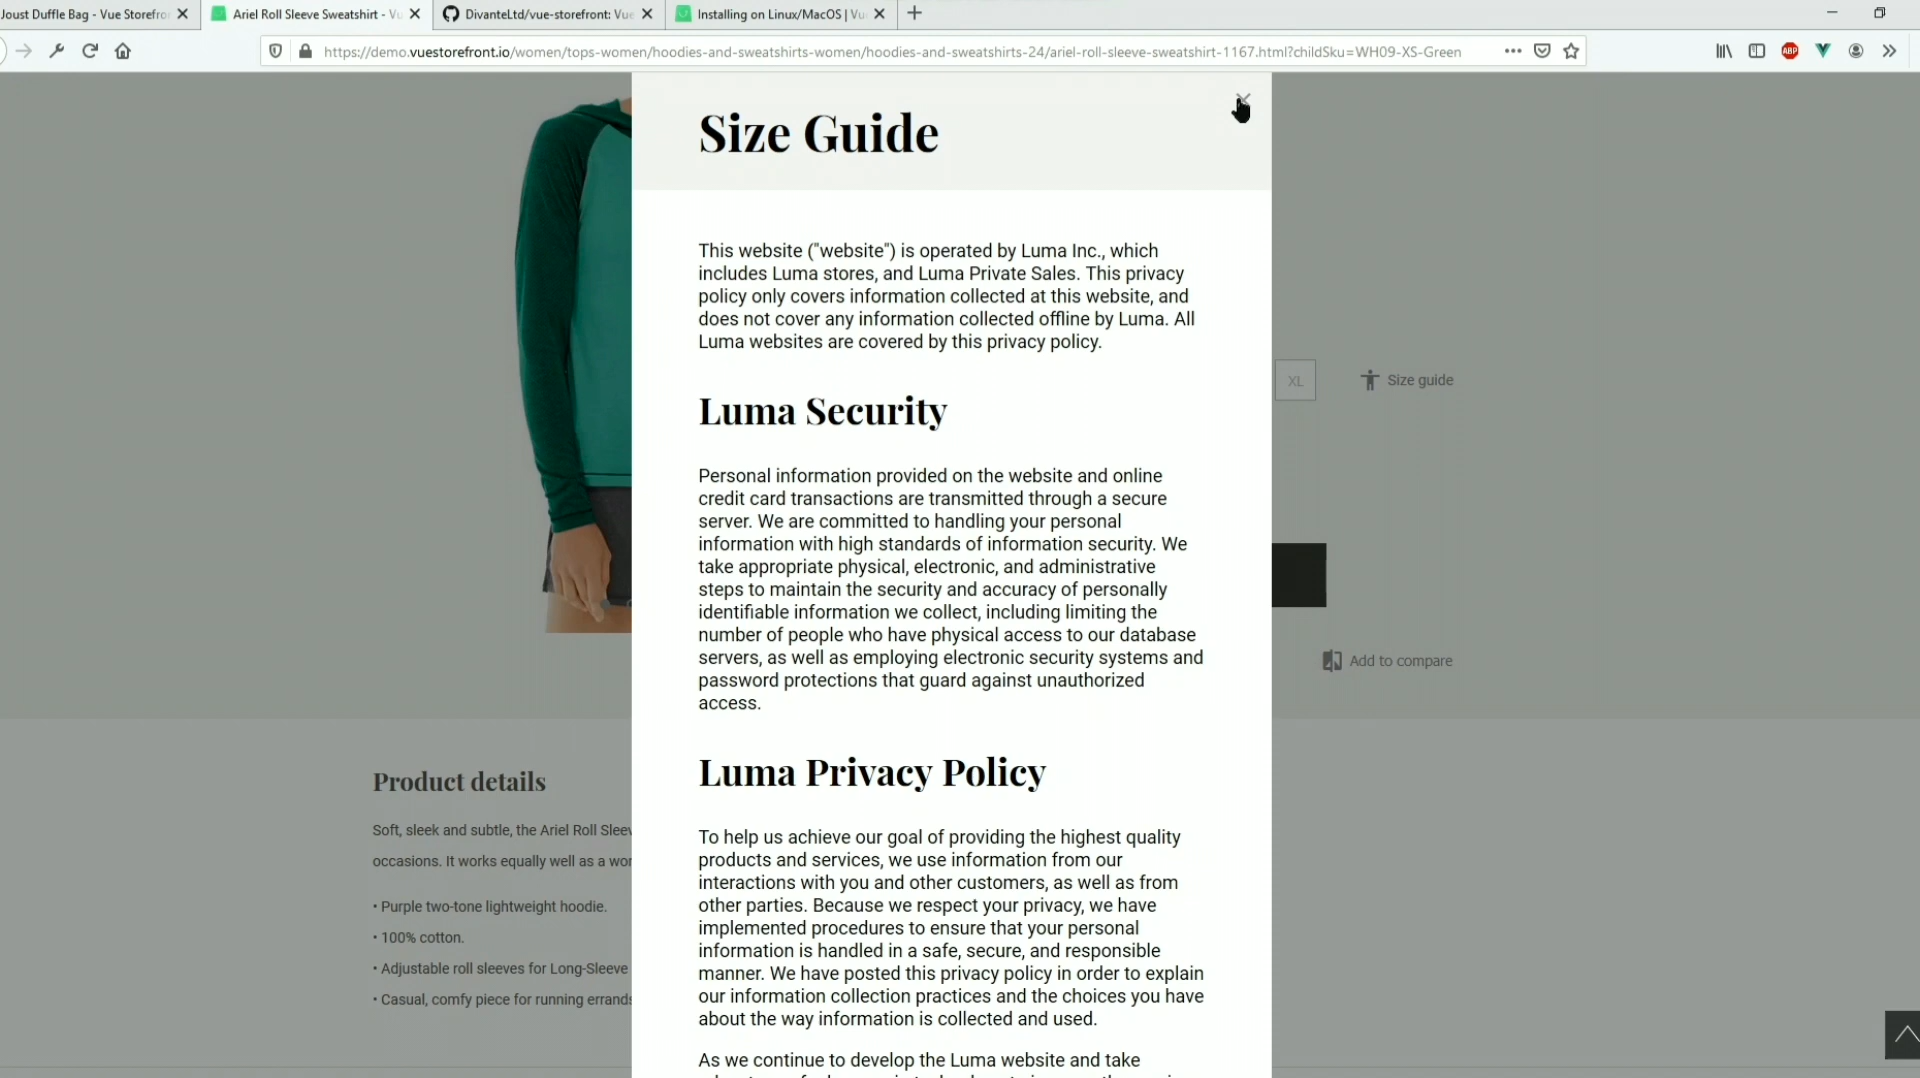 Joust Duffle Bag - Vue Storefro
Ariel Roll Sleeve Sweatshirt - Vu
DivanteLtd/vue-storefront: Vue
Installing on Linux/MacOS | Vu
https://demo.vuestorefront.io/women/tops-women/hoodies-and-sweatshirts-women/hoodies-and-sweatshirts-24/ariel-roll-sleeve-sweatshirt-1167.html?childSku=WH09-XS-Green
ABP
Size Guide
This website ("website") is operated by Luma Inc., which
includes Luma stores, and Luma Private Sales. This privacy
policy only covers information collected at this website, and
does not cover any information collected offline by Luma. All
Luma websites are covered by this privacy policy.
XL
Size guide
Luma Security
Personal information provided on the website and online
credit card transactions are transmitted through a secure
server. We are committed to handling your personal
information with high standards of information security. We
take appropriate physical, electronic, and administrative
steps to maintain the security and accuracy of personally
identifiable information we collect, including limiting the
number of people who have physical access to our database
servers, as well as employing electronic security systems and
password protections that guard against unauthorized
access.
Add to compare
Luma Privacy Policy
To help us achieve our goal of providing the highest quality
products and services, we use information from our
interactions with you and other customers, as well as from
other parties. Because we respect your privacy, we have
implemented procedures to ensure that your personal
information is handled in a safe, secure, and responsible
manner. We have posted this privacy policy in order to explain
our information collection practices and the choices you have
about the way information is collected and used.
As we continue to develop the Luma website and take
Product details
Soft, sleek and subtle, the Ariel Roll Sleev
occasions. It works equally well as a wor
• Purple two-tone lightweight hoodie.
• 100% cotton.
• Adjustable roll sleeves for Long-Sleeve
• Casual, comfy piece for running errands